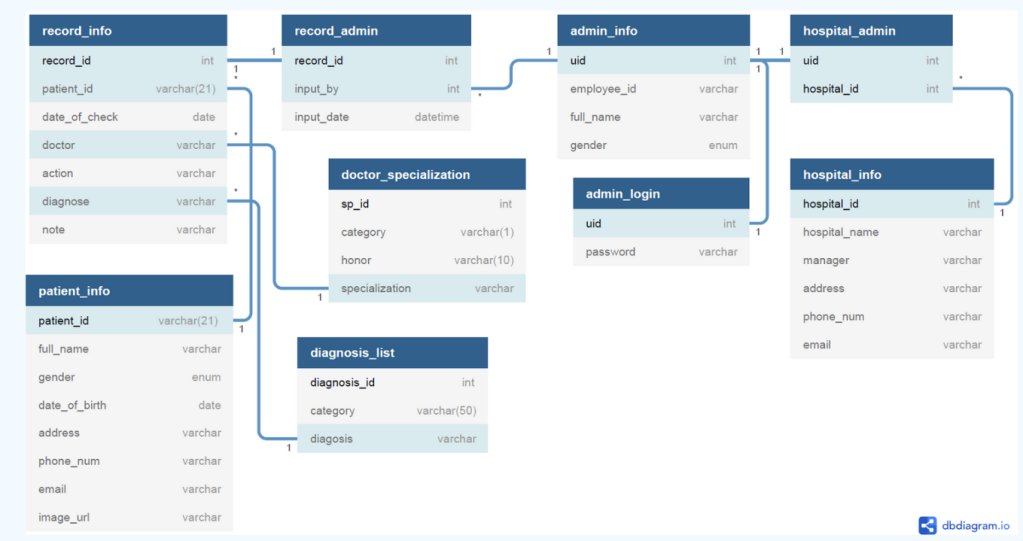 record_info
record_id int
patient_id varchar(21)
date_of_check date
doctor varchar
action varchar
diagnose varchar
note varchar
1
1
*
*
*
record_admin
record_id int
input_by int
input_date datetime
1
*
admin_info
uid int
employee_id varchar
full_name varchar
gender enum
1
1
1
hospital_admin
uid int
hospital_id int
*
1
doctor_specialization
sp_id int
category varchar(1)
honor varchar(10)
specialization varchar
1
admin_login
uid int
password varchar
1
hospital_info
hospital_id int
hospital_name varchar
manager varchar
address varchar
phone_num varchar
email varchar
1
patient_info
patient_id varchar(21)
full_name varchar
gender enum
date_of_birth date
address varchar
phone_num varchar
email varchar
image_url varchar
1
diagnosis_list
diagnosis_id int
category varchar(50)
diagosis varchar
1
dbdiagram.io